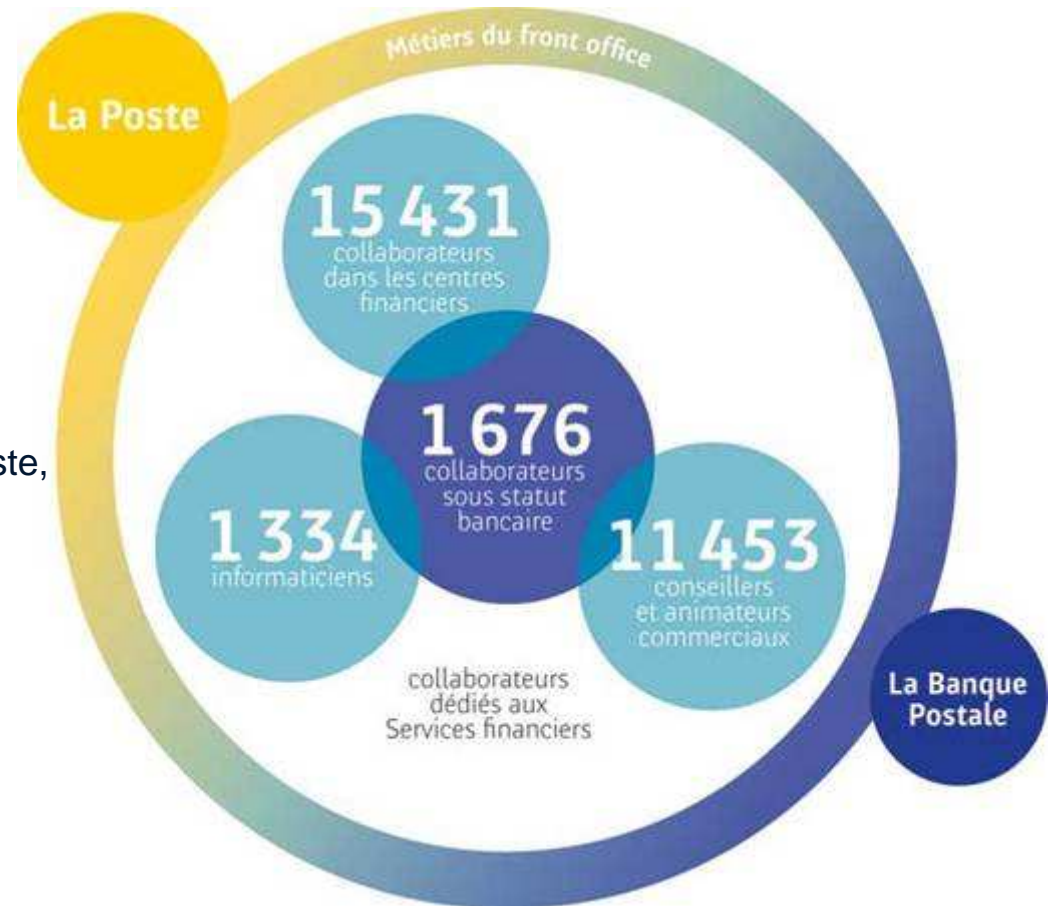 Métiers du front office
La Poste
15 431
collaborateurs
dans les centres
financiers
1 676
collaborateurs
sous statut
bancaire
ste,
1 334
informaticiens
11 453
conseillers
et animateurs
commerciaux
collaborateurs
dédiés aux
Services financiers
La Banque
Postale